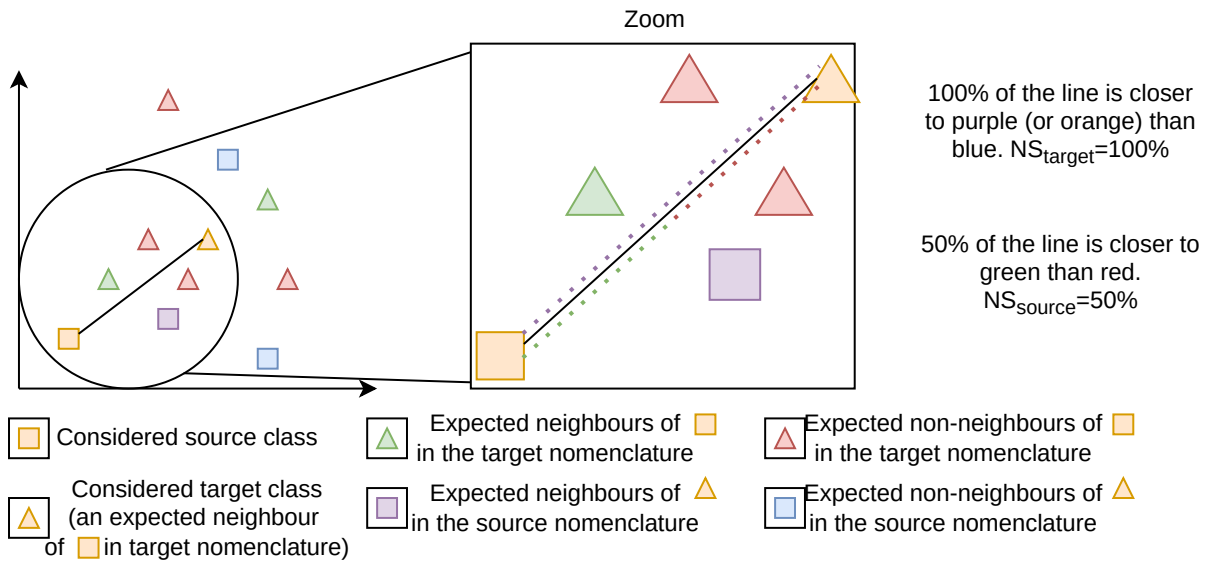 Zoom
100% of the line is closer
to purple (or orange) than
blue. NStarget=100%
50% of the line is closer to
green than red.
NSsource=50%
Considered source class
Expected neighbours of
in the target nomenclature
Expected non-neighbours of
in the target nomenclature
Considered target class
(an expected neighbour
of in target nomenclature)
Expected neighbours of
in the source nomenclature
Expected non-neighbours of
in the source nomenclature